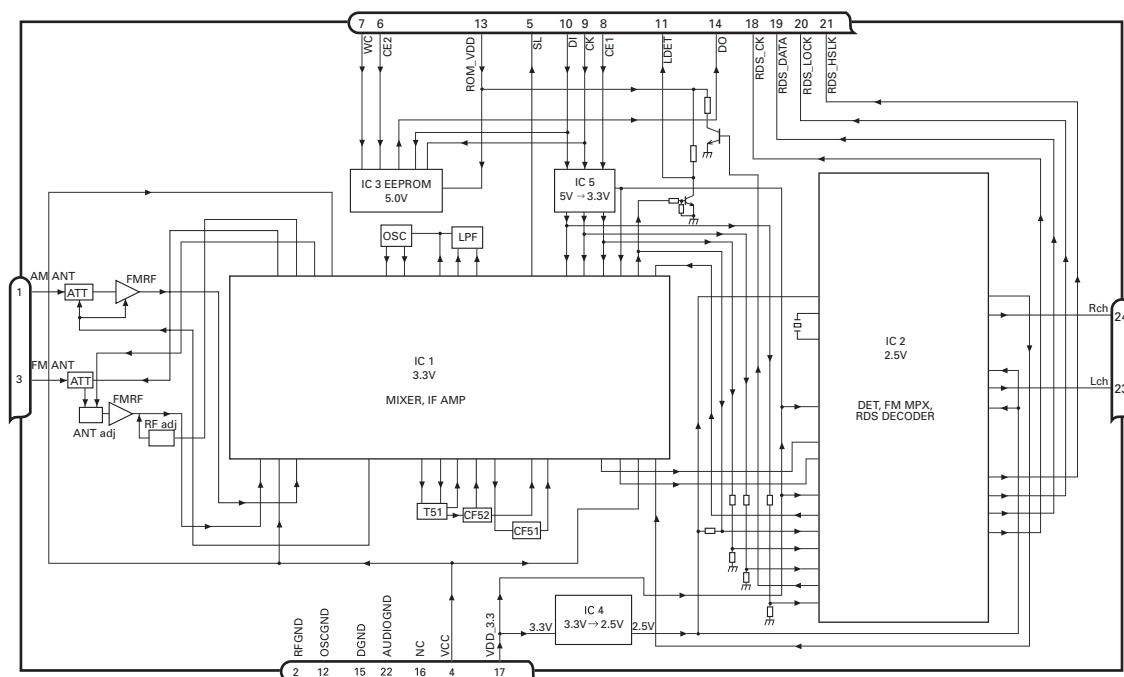 7 6 13 5 10 9 8 11 14 18 19 20 21
WC
CE2
ROM_VDD
SL
DI
CK
CE1
LDET
DO
RDS_CK
RDS_DATA
RDS_LOCK
RDS_HSLK
IC 3 EEPROM
5.0V
IC 5
5V → 3.3V
OSC
LPF
AM ANT
1
ATT
FMRF
FM ANT
3
ATT
FMRF
ANT adj
RF adj
IC 1
3.3V
MIXER, IF AMP
IC 2
2.5V
DET, FM MPX,
RDS DECODER
Rch
24
Lch
23
T51
CF52
CF51
IC 4
3.3V → 2.5V
3.3V
2.5V
RFGND
OSCGND
DGND
AUDIOGND
NC
VCC
VDD_3.3
2 12 15 22 16 4 17